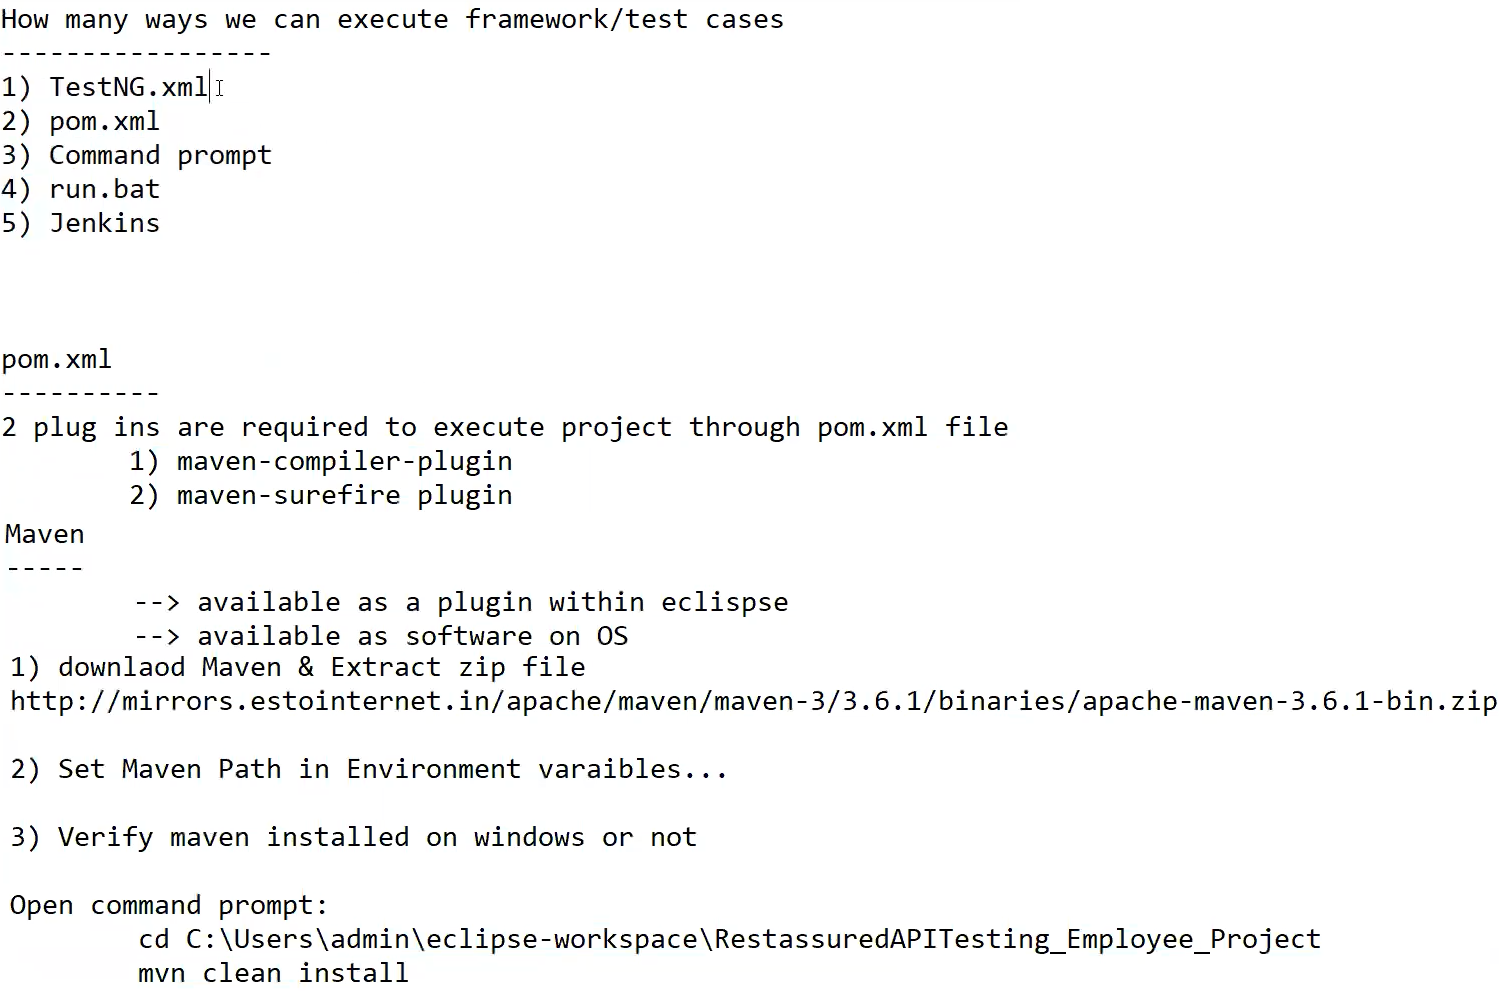 How many ways we can execute framework/test cases
-----------------
1) TestNG.xml
2) pom.xml
3) Command prompt
4) run.bat
5) Jenkins
pom.xml
----------
2 plug ins are required to execute project through pom.xml file
1) maven-compiler-plugin
2) maven-surefire plugin
Maven
-----
--> available as a plugin within eclispse
--> available as software on OS
1) downlaod Maven & Extract zip file
http://mirrors.estointernet.in/apache/maven/maven-3/3.6.1/binaries/apache-maven-3.6.1-bin.zip
2) Set Maven Path in Environment varaibles...
3) Verify maven installed on windows or not
Open command prompt:
cd C:\Users\admin\eclipse-workspace\RestassuredAPITesting_Employee_Project
mvn clean install